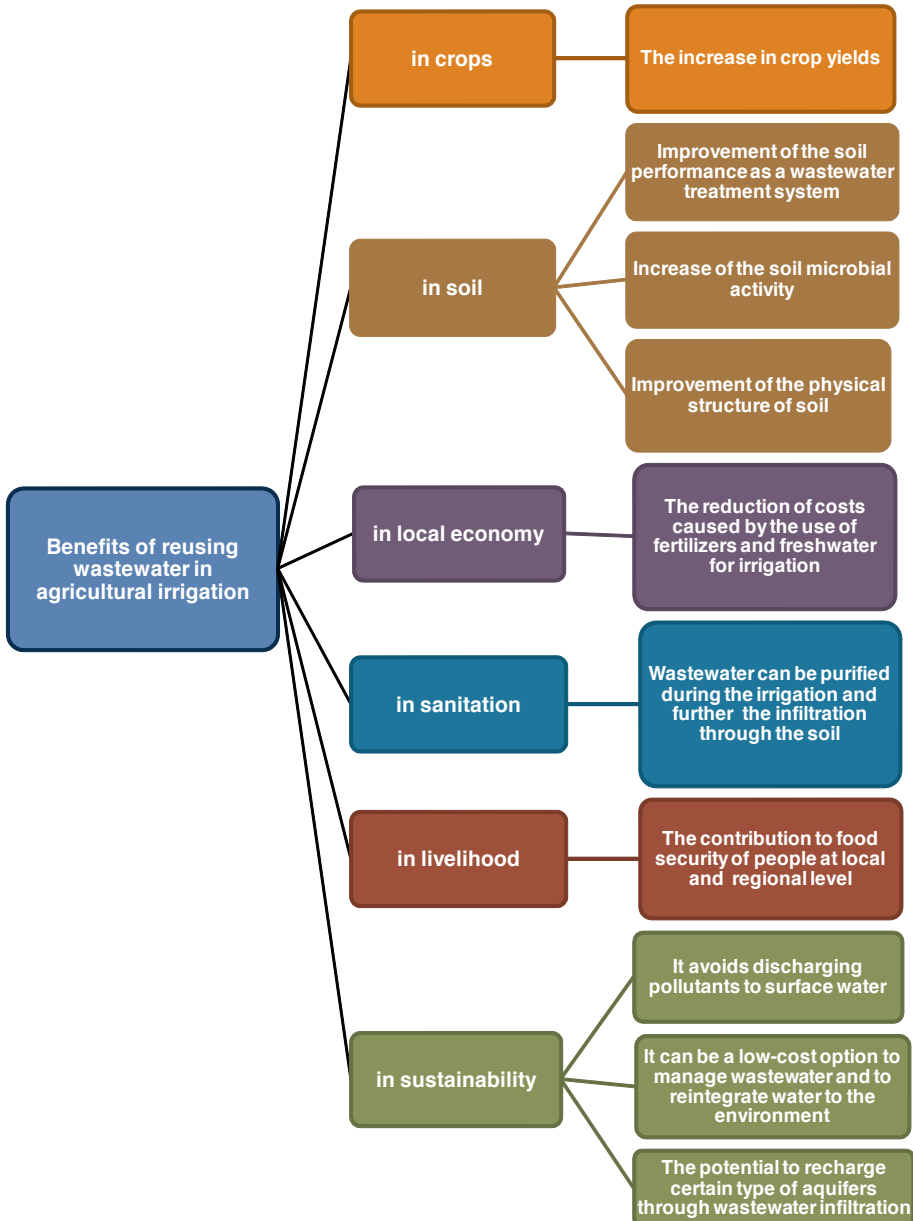 Benefits of reusing
wastewater in
agricultural irrigation
in crops
The increase in crop yields
in soil
Improvement of the soil
performance as a wastewater
treatment system
Increase of the soil microbial
activity
Improvement of the physical
structure of soil
in local economy
The reduction of costs
caused by the use of
fertilizers and freshwater
for irrigation
in sanitation
Wastewater can be purified
during the irrigation and
further the infiltration
through the soil
in livelihood
The contribution to food
security of people at local
and regional level
in sustainability
It avoids discharging
pollutants to surface water
It can be a low-cost option to
manage wastewater and to
reintegrate water to the
environment
The potential to recharge
certain type of aquifers
through wastewater infiltration